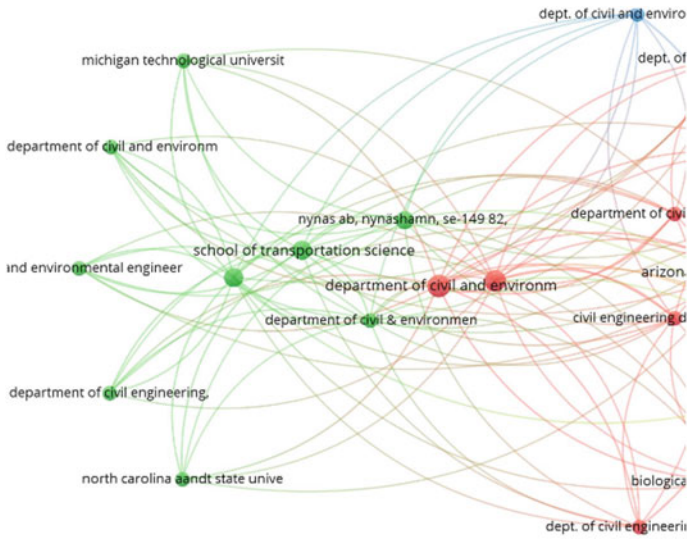 dept. of civil and enviro
michigan technological universit
dept. of
department of civil and environm
nynas ab, nynashamn, se-149 82,
department of civi
school of transportation science
and environmental engineer
arizon
department of civil and environm
department of civil & environmen
civil engineering d
department of civil engineering,
north carolina aandt state unive
biologica
dept. of civil engineeri